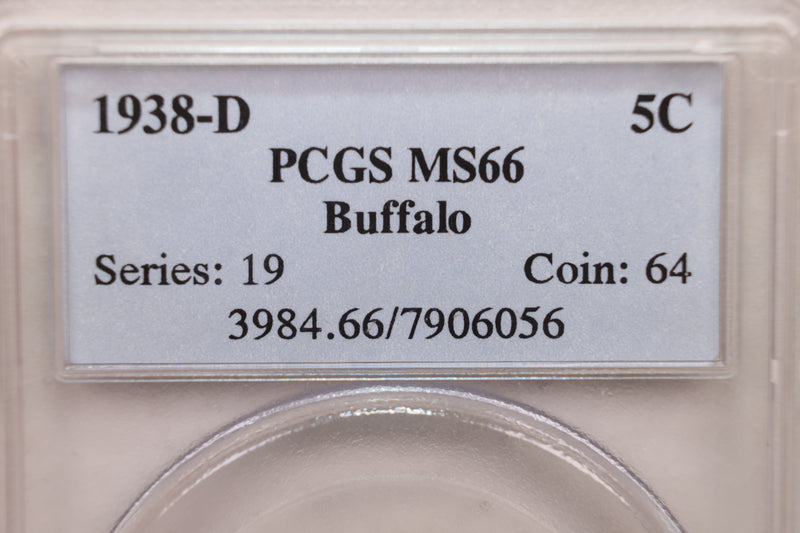 1938-D 5C
PCGS MS66
Buffalo
Series: 19 Coin: 64
3984.66/7906056